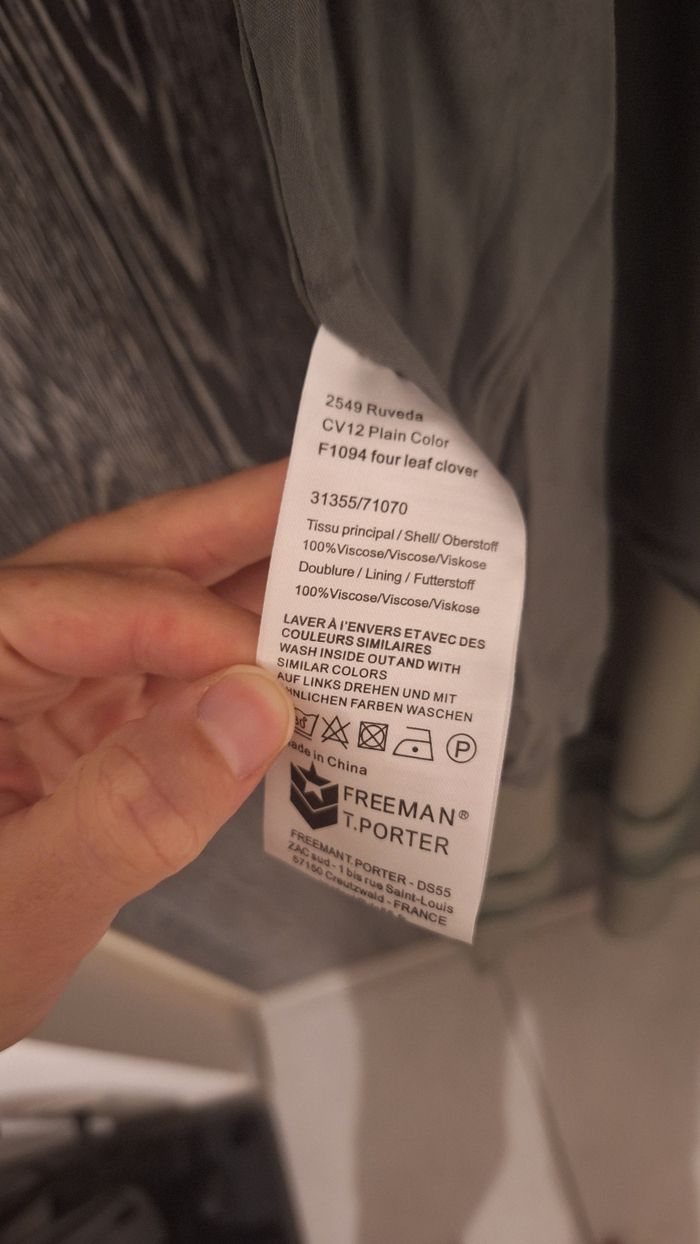 2549 Ruveda
CV12 Plain Color
F1094 four leaf clover
31355/71070
Tissu principal / Shell/ Oberstoff
100%Viscose/Viscose/Viskose
Doublure / Lining / Futterstoff
100%Viscose/Viscose/Viskose
LAVER À l'ENVERS ET AVEC DES
COULEURS SIMILAIRES
WASH INSIDE OUT AND WITH
SIMILAR COLORS
AUF LINKS DREHEN UND MIT
FARBEN WASCHEN
P
in China
FREEMAN®
T.PORTER
FREEMANT.PORTER - DS55
ZAC sud - 1 bis rue Saint-Louis
57150 Creutzwald - FRANCE